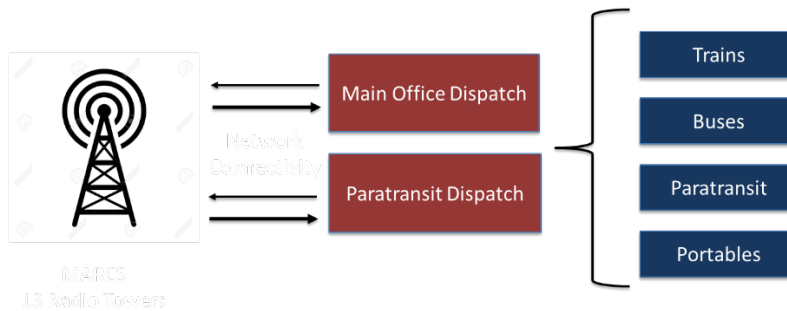 Main Office Dispatch
Network
Connectivity
Paratransit Dispatch
MARCS
13 Radio Towers
Trains
Buses
Paratransit
Portables